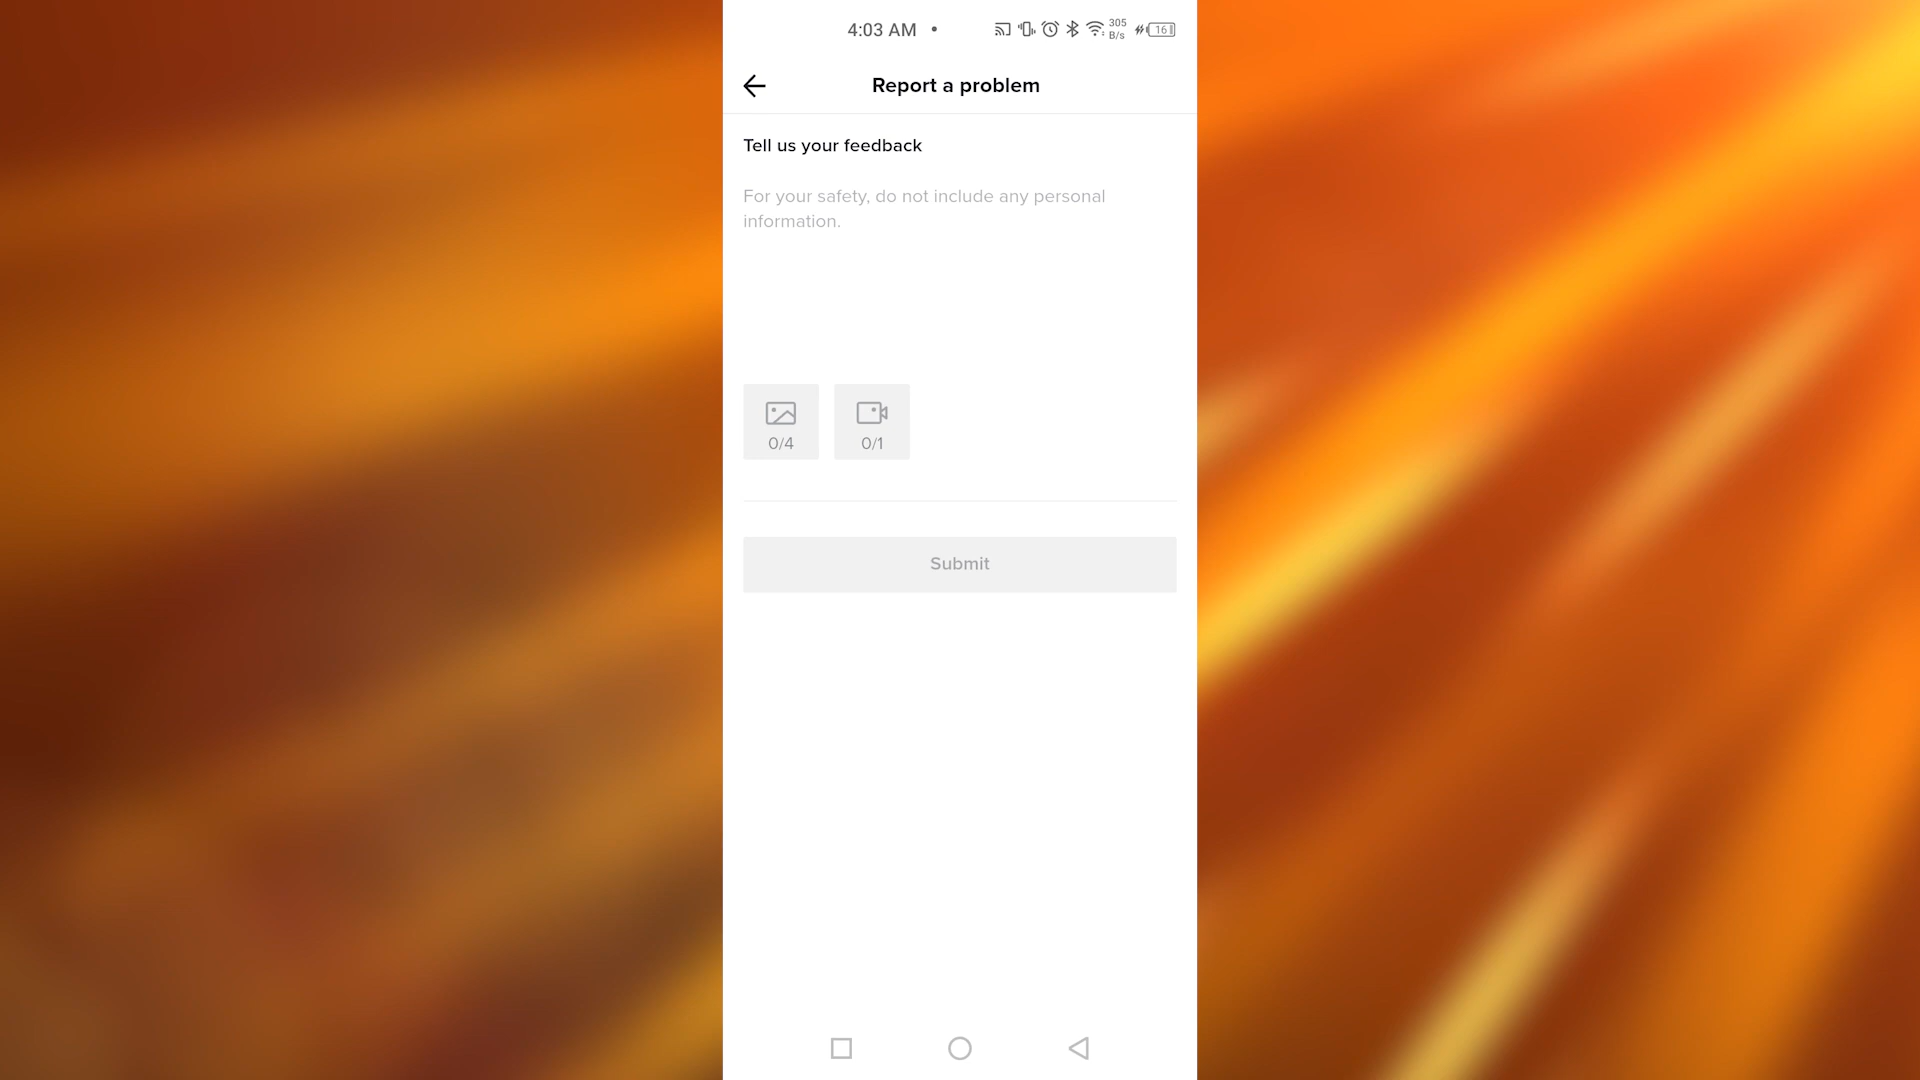 4:03 AM
305
B/s
16
Report a problem
Tell us your feedback
For your safety, do not include any personal
information.
0/4
0/1
Submit